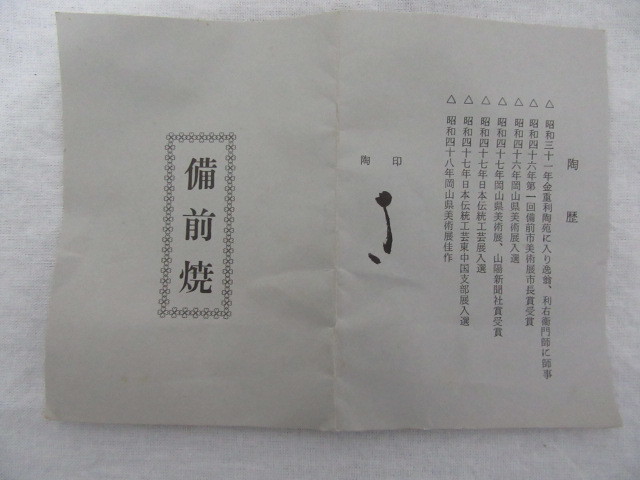 陶歴
△ 昭和三十一年金重利陶苑に入り逸翁、利右衛門師に師事
△ 昭和四十六年第一回備前市美術展市長賞受賞
△ 昭和四十六年岡山県美術展入選
△ 昭和四十七年岡山県美術展、山陽新聞社賞受賞
△ 昭和四十七年日本伝統工芸展入選
△ 昭和四十七年日本伝統工芸東中国支部展入選
△ 昭和四十八年岡山県美術展佳作
陶印
備前焼